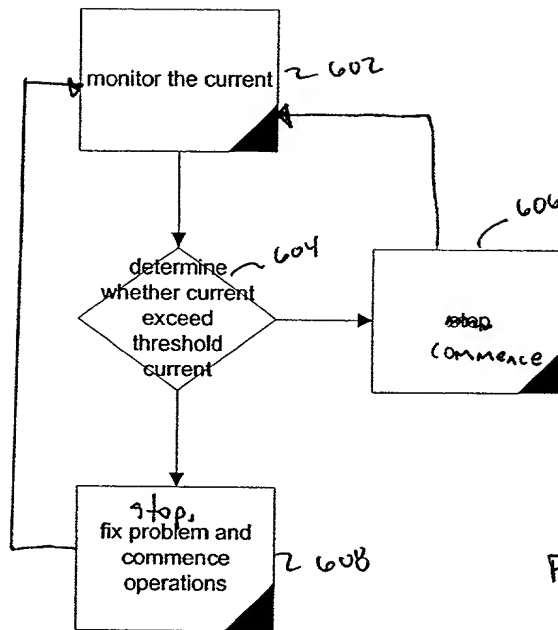 monitor the current
602
determine
whether current
exceed
threshold
current
604
606
stop
commence
stop,
fix problem and
commence
operations
608
F